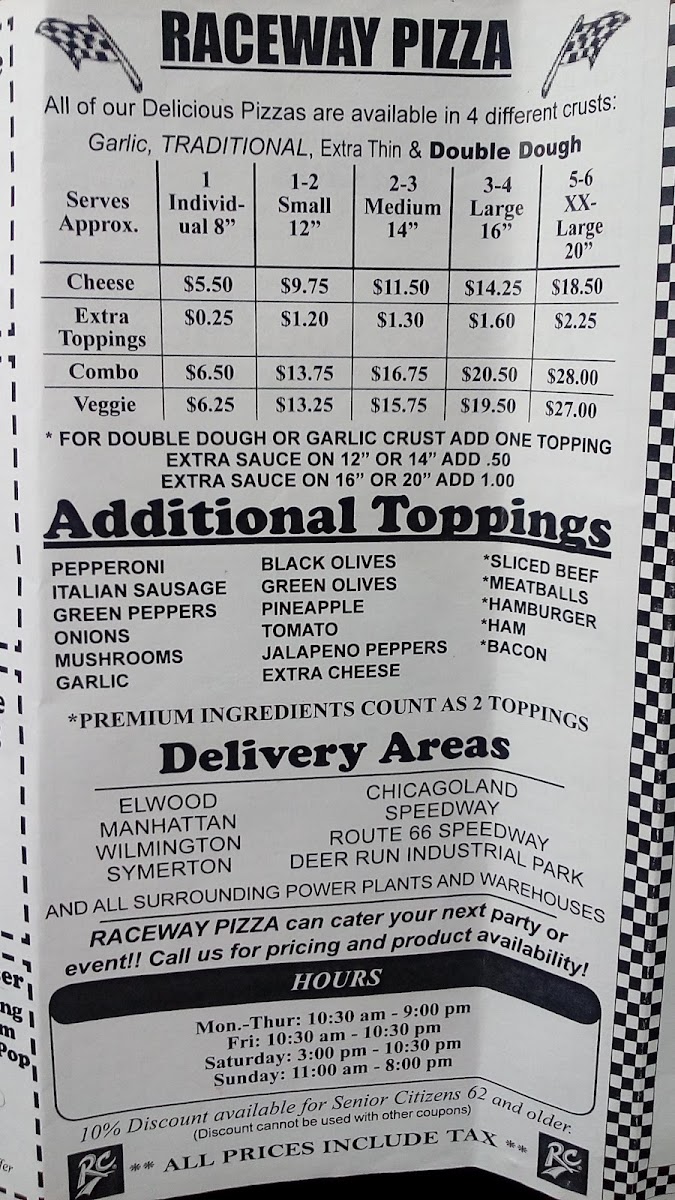 RACEWAY PIZZA
All of our Delicious Pizzas are available in 4 different crusts:
Garlic, TRADITIONAL, Extra Thin & Double Dough
Serves Approx. | 1 Individ-ual 8” | 1-2 Small 12” | 2-3 Medium 14” | 3-4 Large 16” | 5-6 XX-Large 20”
Cheese $5.50 $9.75 $11.50 $14.25 $18.50
Extra Toppings $0.25 $1.20 $1.30 $1.60 $2.25
Combo $6.50 $13.75 $16.75 $20.50 $28.00
Veggie $6.25 $13.25 $15.75 $19.50 $27.00
* FOR DOUBLE DOUGH OR GARLIC CRUST ADD ONE TOPPING
EXTRA SAUCE ON 12” OR 14” ADD .50
EXTRA SAUCE ON 16” OR 20” ADD 1.00
Additional Toppings
PEPPERONI
ITALIAN SAUSAGE
GREEN PEPPERS
ONIONS
MUSHROOMS
GARLIC
BLACK OLIVES
GREEN OLIVES
PINEAPPLE
TOMATO
JALAPENO PEPPERS
EXTRA CHEESE
*SLICED BEEF
*MEATBALLS
*HAMBURGER
*HAM
*BACON
*PREMIUM INGREDIENTS COUNT AS 2 TOPPINGS
Delivery Areas
ELWOOD
MANHATTAN
WILMINGTON
SYMERTON
CHICAGOLAND
SPEEDWAY
ROUTE 66 SPEEDWAY
DEER RUN INDUSTRIAL PARK
AND ALL SURROUNDING POWER PLANTS AND WAREHOUSES
RACEWAY PIZZA can cater your next party or
event!! Call us for pricing and product availability!
HOURS
Mon.-Thur: 10:30 am - 9:00 pm
Fri: 10:30 am - 10:30 pm
Saturday: 3:00 pm - 10:30 pm
Sunday: 11:00 am - 8:00 pm
10% Discount available for Senior Citizens 62 and older.
(Discount cannot be used with other coupons)
** ALL PRICES INCLUDE TAX **
RC
RC
Pop